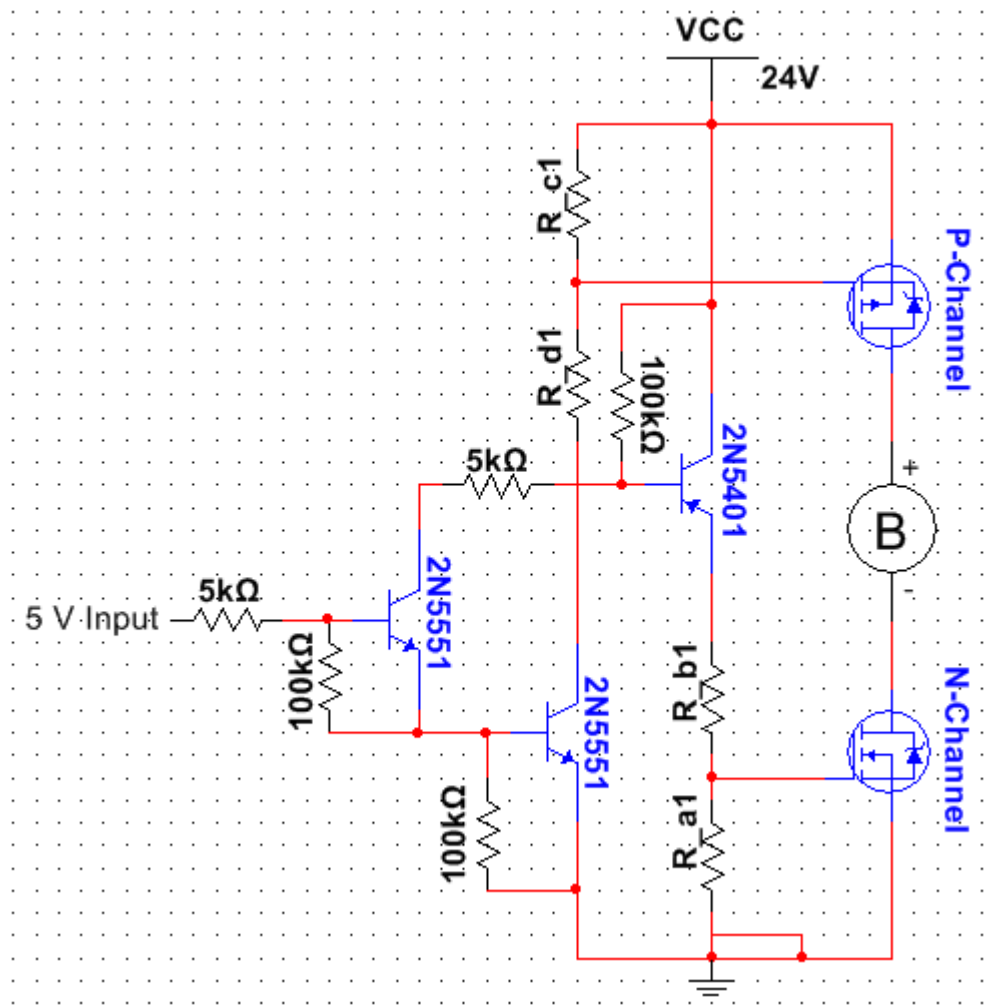 VCC
24V
R_c1
P-Channel
R_d1
100kΩ
2N5401
5kΩ
+
B
-
2N5551
5kΩ
5 V Input
100kΩ
R_b1
2N5551
N-Channel
100kΩ
R_a1